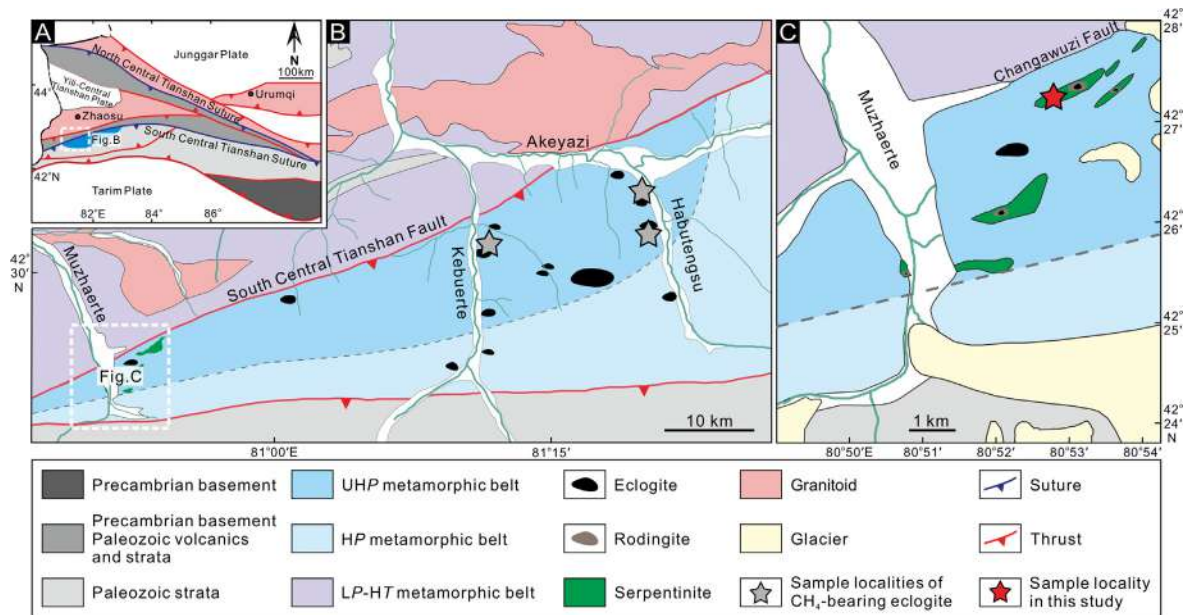 A
North Central Tianshan Suture
Junggar Plate
N
100km
44°
Yili-Central
Tianshan Plate
Urumqi
Zhaosu
Fig.B
South Central Tianshan Suture
42°N
Tarim Plate
82°E
84°
86°
B
Akeyazi
Muzhaerte
42°
30'
N
South Central Tianshan Fault
Kebuerte
Habutengsu
Fig.C
10 km
81°00'
81°15'
C
Changawuzi Fault
Muzhaerte
42°
28'
42°
27'
42°
26'
42°
25'
42°
24'
N
1 km
80°50' 80°51' 80°52' 80°53' 80°54'
Precambrian basement
UHP metamorphic belt
Eclogite
Granitoid
Suture
Precambrian basement
Paleozoic volcanics
and strata
HP metamorphic belt
Rodingite
Glacier
Thrust
Paleozoic strata
LP-HT metamorphic belt
Serpentinite
Sample localities of
CH₄-bearing eclogite
Sample locality
in this study